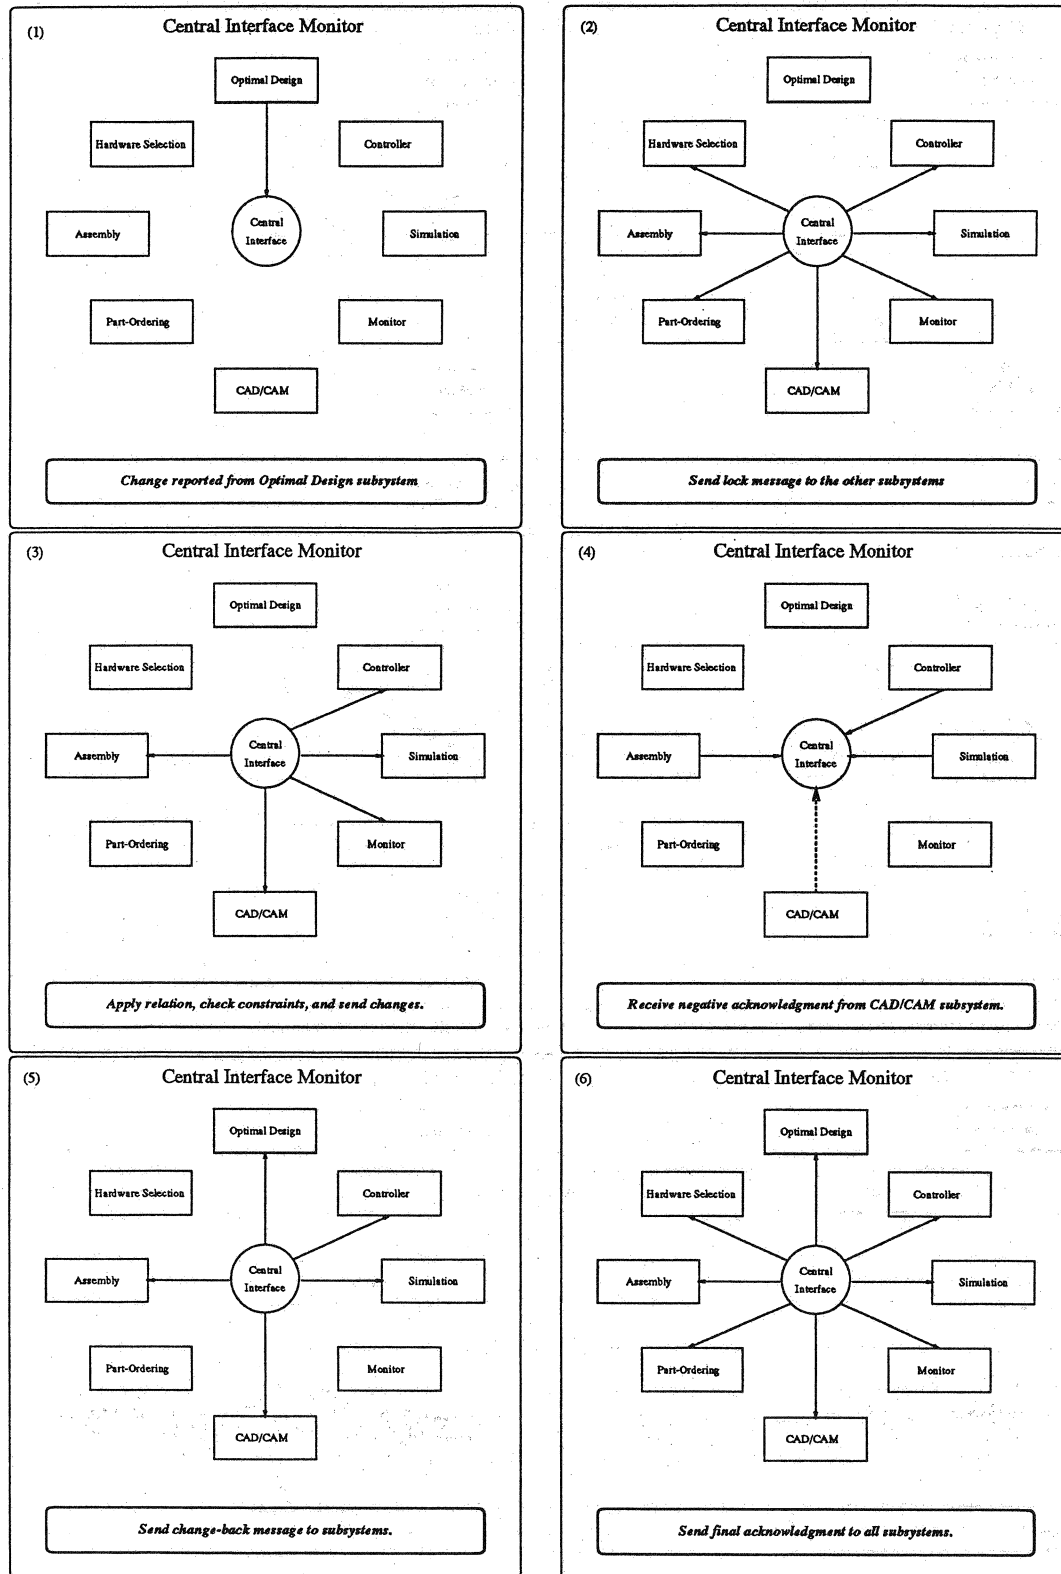 (1)
Central Interface Monitor
Optimal Design
Hardware Selection
Controller
Central
Interface
Assembly
Simulation
Part-Ordering
Monitor
CAD/CAM
Change reported from Optimal Design subsystem
(2)
Central Interface Monitor
Optimal Design
Hardware Selection
Controller
Central
Interface
Assembly
Simulation
Part-Ordering
Monitor
CAD/CAM
Send lock message to the other subsystems
(3)
Central Interface Monitor
Optimal Design
Hardware Selection
Controller
Central
Interface
Assembly
Simulation
Part-Ordering
Monitor
CAD/CAM
Apply relation, check constraints, and send changes.
(4)
Central Interface Monitor
Optimal Design
Hardware Selection
Controller
Central
Interface
Assembly
Simulation
Part-Ordering
Monitor
CAD/CAM
Receive negative acknowledgment from CAD/CAM subsystem.
(5)
Central Interface Monitor
Optimal Design
Hardware Selection
Controller
Central
Interface
Assembly
Simulation
Part-Ordering
Monitor
CAD/CAM
Send change-back message to subsystems.
(6)
Central Interface Monitor
Optimal Design
Hardware Selection
Controller
Central
Interface
Assembly
Simulation
Part-Ordering
Monitor
CAD/CAM
Send final acknowledgment to all subsystems.